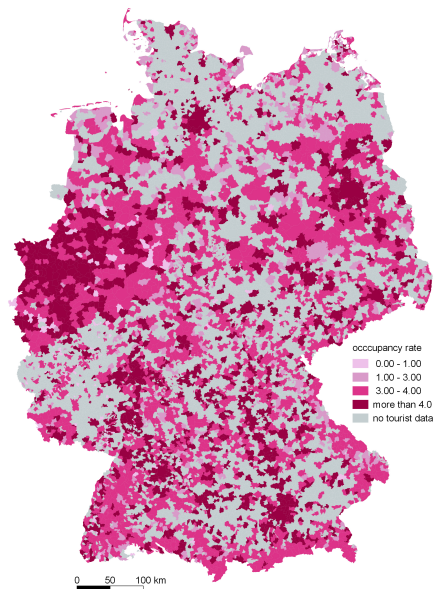 occcupancy rate
0.00 - 1.00
1.00 - 3.00
3.00 - 4.00
more than 4.0
no tourist data
0 50 100 km